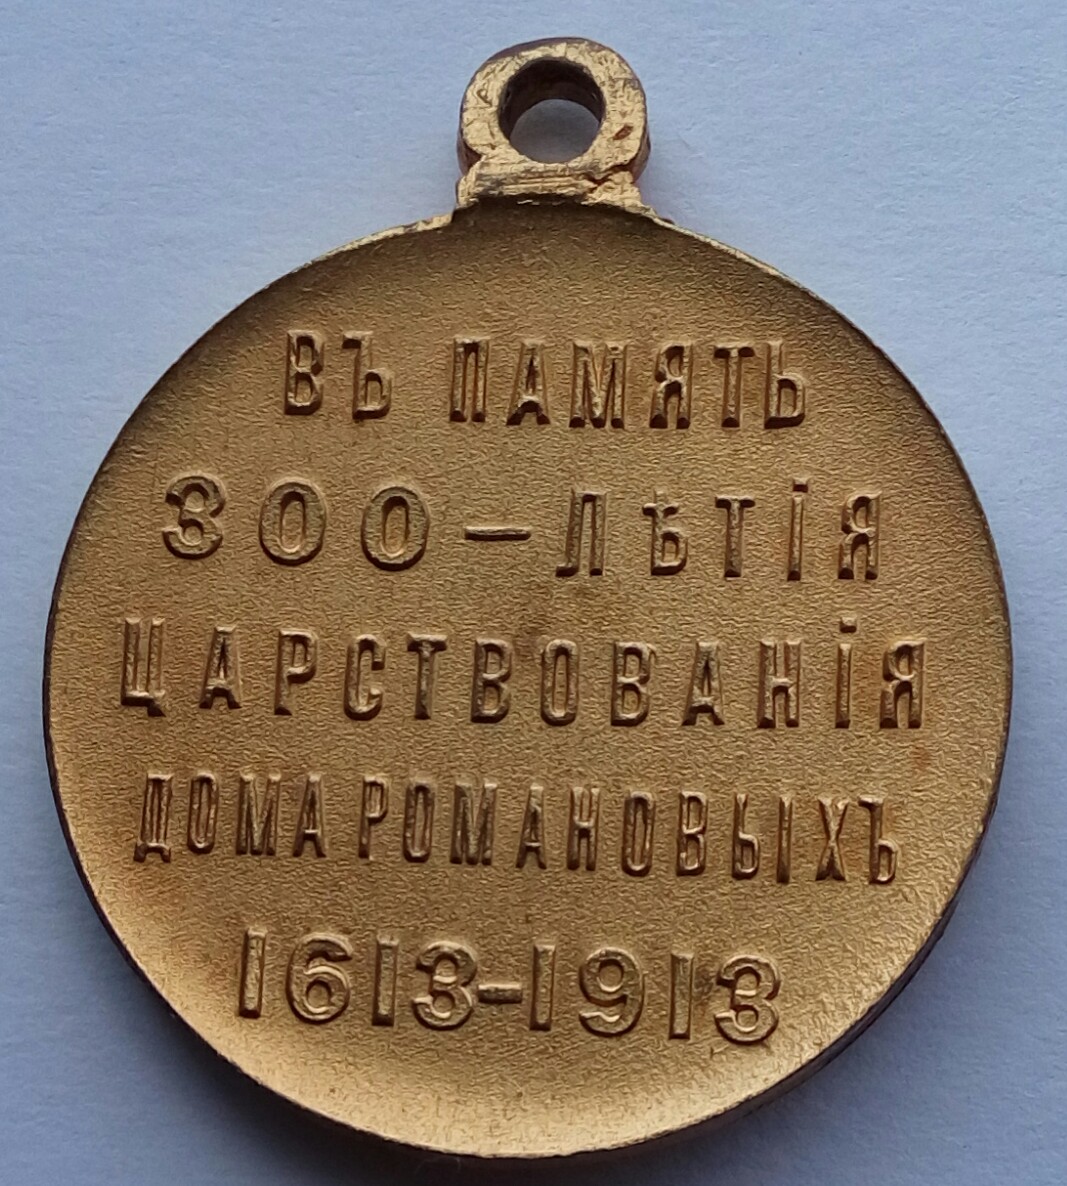 ВЪ ПАМЯТЬ
300 — ЛѢТІЯ
ЦАРСТВОВАНІЯ
ДОМА РОМАНОВЫХЪ
1613-1913